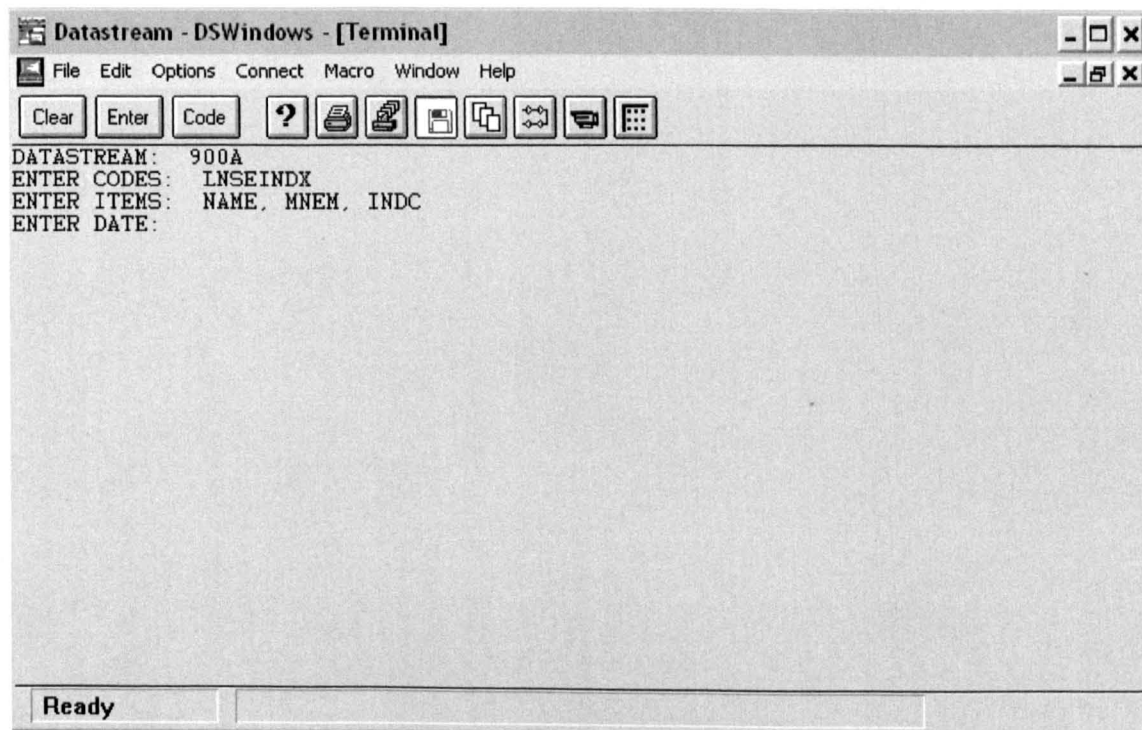 Datastream - DSWindows - [Terminal]
File Edit Options Connect Macro Window Help
Clear Enter Code ?
DATASTREAM: 900A
ENTER CODES: LNSEINDX
ENTER ITEMS: NAME, MNEM, INDC
ENTER DATE:
Ready